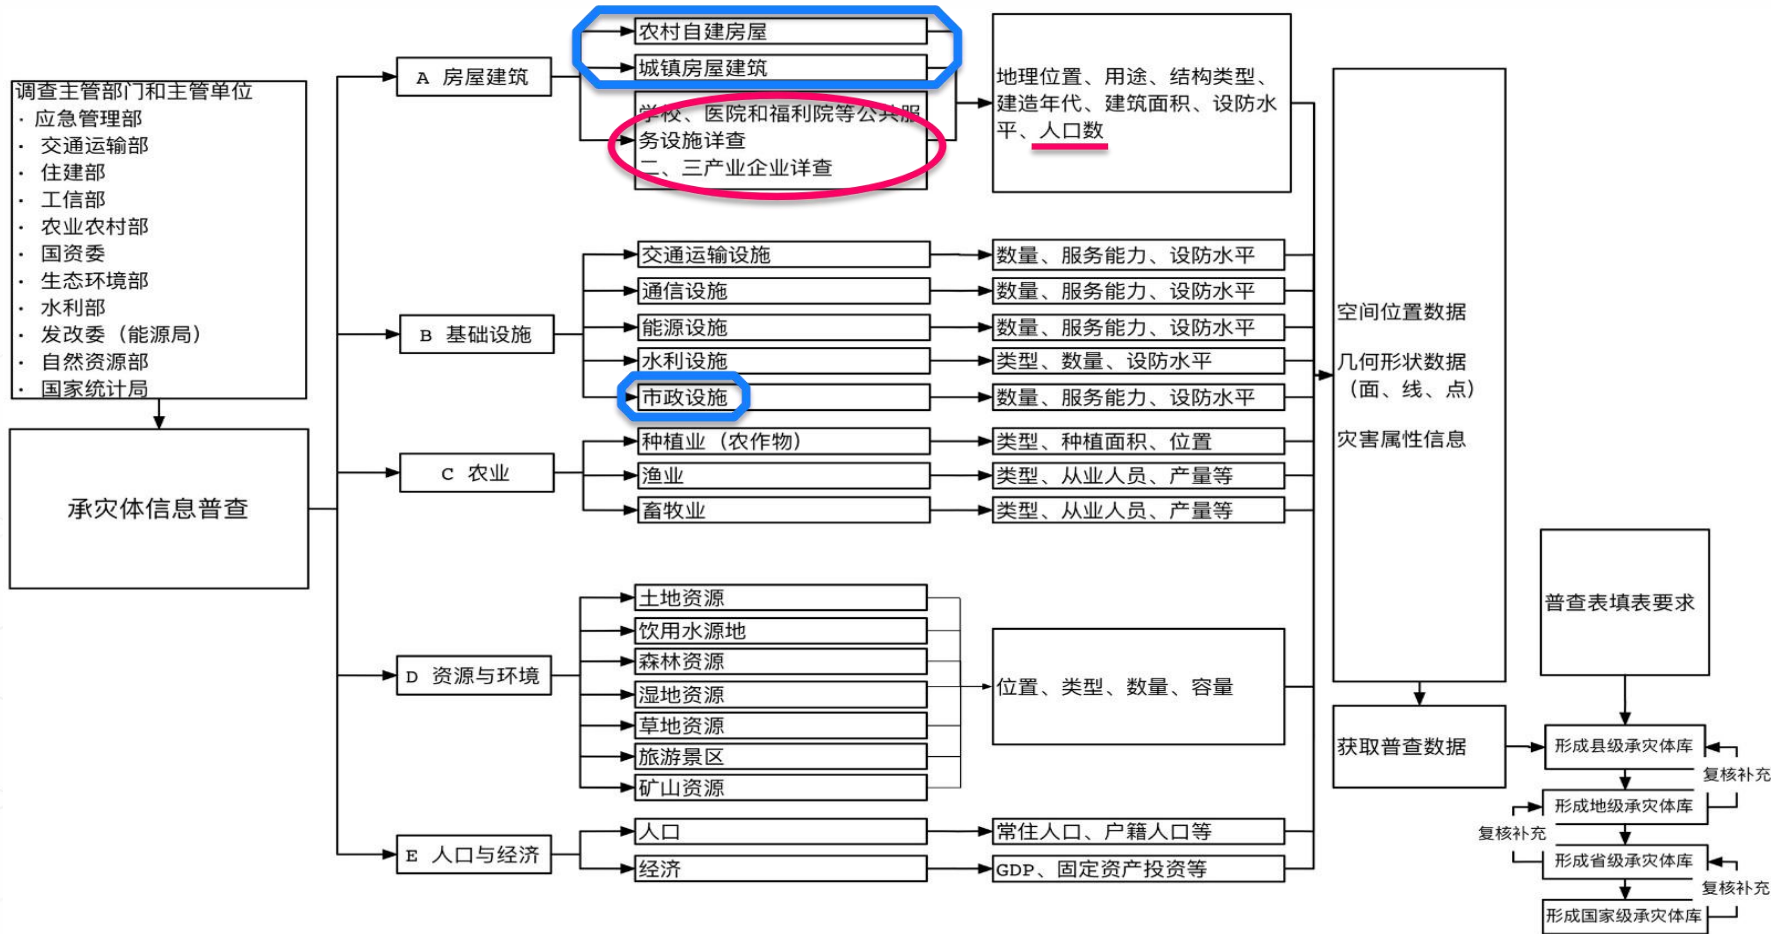 调查主管部门和主管单位
· 应急管理部
· 交通运输部
· 住建部
· 工信部
· 农业农村部
· 国资委
· 生态环境部
· 水利部
· 发改委（能源局）
· 自然资源部
· 国家统计局
承灾体信息普查
A 房屋建筑
农村自建房屋
城镇房屋建筑
学校、医院和福利院等公共服
务设施详查
二、三产业企业详查
地理位置、用途、结构类型、
建造年代、建筑面积、设防水
平、人口数
B 基础设施
交通运输设施
数量、服务能力、设防水平
通信设施
数量、服务能力、设防水平
能源设施
数量、服务能力、设防水平
水利设施
类型、数量、设防水平
市政设施
数量、服务能力、设防水平
C 农业
种植业（农作物）
类型、种植面积、位置
渔业
类型、从业人员、产量等
畜牧业
类型、从业人员、产量等
D 资源与环境
土地资源
饮用水源地
森林资源
湿地资源
草地资源
旅游景区
矿山资源
位置、类型、数量、容量
E 人口与经济
人口
常住人口、户籍人口等
经济
GDP、固定资产投资等
空间位置数据
几何形状数据
（面、线、点）
灾害属性信息
获取普查数据
普查表填表要求
形成县级承灾体库
复核补充
形成地级承灾体库
复核补充
形成省级承灾体库
复核补充
形成国家级承灾体库